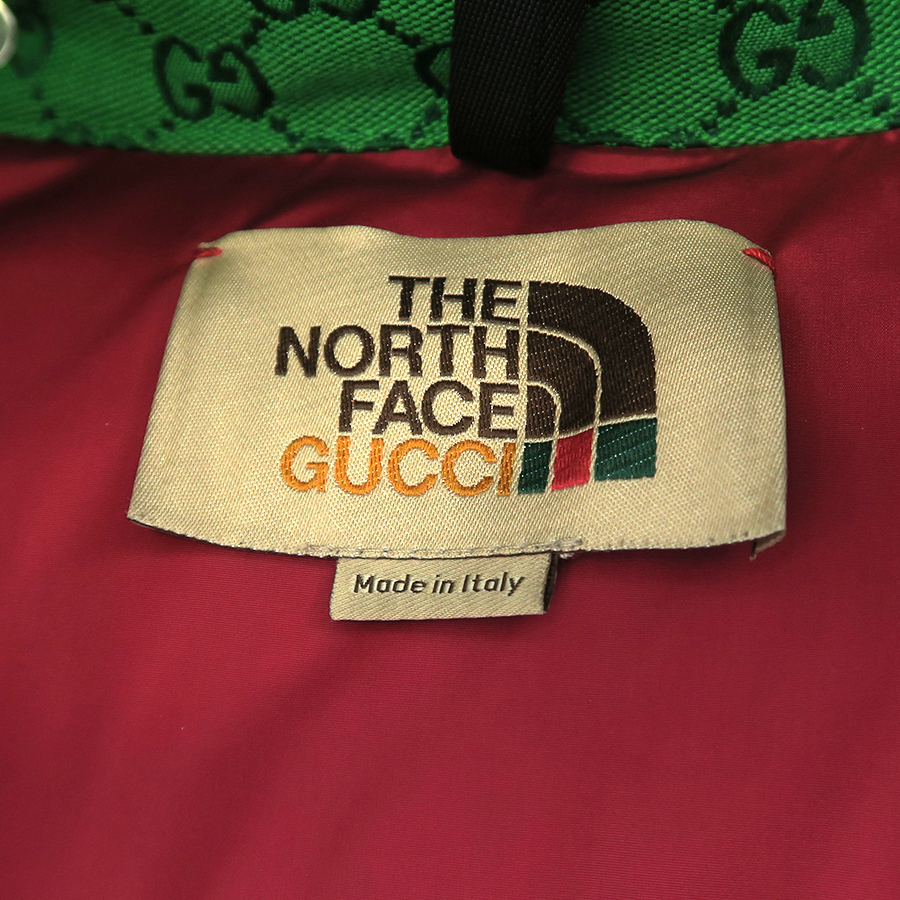 THE
NORTH
FACE
GUCCI
Made in Italy